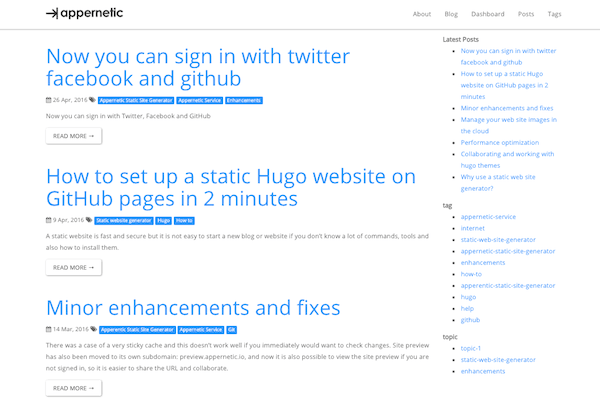 appernetic
About Blog Dashboard Posts Tags
Now you can sign in with twitter
facebook and github
26 Apr, 2016 Appernetic Static Site Generator Appernetic.Service Enhancements
Now you can sign in with Twitter, Facebook and GitHub
READ MORE →
How to set up a static Hugo website on
GitHub pages in 2 minutes
9 Apr, 2016 Static website generator Hugo How to
A static website is fast and secure but it is not easy to start a new blog or website if you don't know a lot of commands, tools and
also how to install them.
READ MORE →
Minor enhancements and fixes
14 Mar, 2016 Apperentic Static Site Generator Appernetic.Service Git
There was a case of a very sticky cache and this doesn't work well if you immediately would want to check changes. Site preview
has also been moved to its own subdomain: preview.appernetic.io, and now it is also possible to view the site preview if you are
not signed in, so it is easier to share the URL and collaborate.
READ MORE →
Latest Posts
Now you can sign in with twitter
facebook and github
How to set up a static Hugo
website on GitHub pages in 2
minutes
Minor enhancements and fixes
Manage your web site images in
the cloud
Performance optimization
Collaborating and working with
hugo themes
Why use a static web site
generator?
tag
appernetic-service
internet
static-web-site-generator
appernetic-static-site-generator
enhancements
how-to
apperentic-static-site-generator
hugo
help
github
topic
topic-1
static-web-site-generator
enhancements